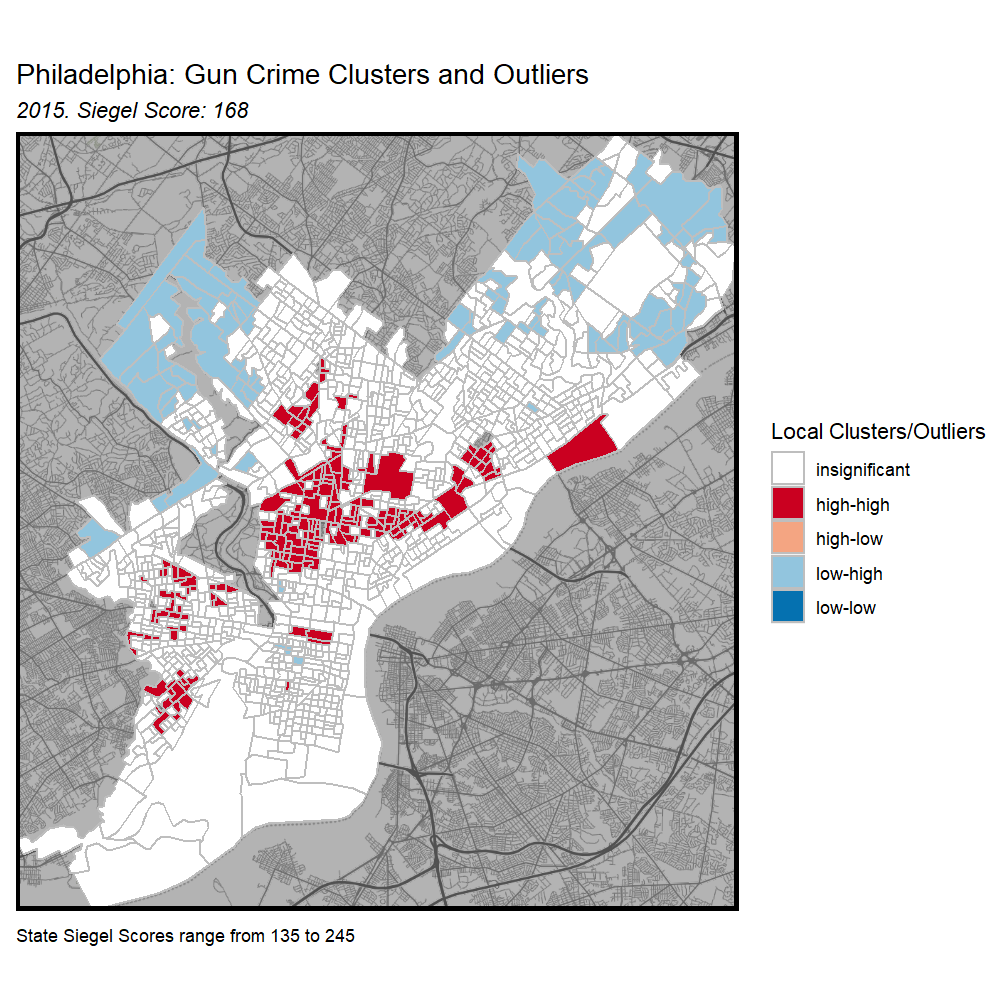 Philadelphia: Gun Crime Clusters and Outliers
2015. Siegel Score: 168
Local Clusters/Outliers
insignificant
high-high
high-low
low-high
low-low
State Siegel Scores range from 135 to 245